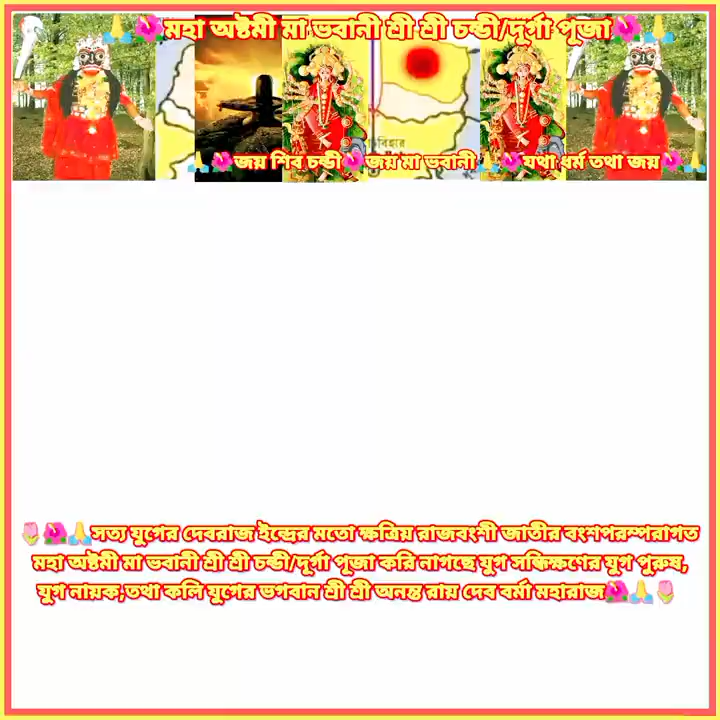 🙏🌺মহা অষ্টমী মা ভবানী শ্রী শ্রী চন্ডী/দূর্গা পূজা🌺🙏
বিহার
🙏🌺জয় শিব চন্ডী🌺জয় মা ভবানী🙏🌺যথা ধর্ম তথা জয়🌺🙏
🌷🌺🙏সত্য যুগের দেবরাজ ইন্দ্রের মতো ক্ষত্রিয় রাজবংশী জাতীর বংশপরম্পরাগত
মহা অষ্টমী মা ভবানী শ্রী শ্রী চন্ডী/দূর্গা পূজা করি নাগছে যুগ সন্ধিক্ষণের যুগ পুরুষ,
যুগ নায়ক,তথা কলি যুগের ভগবান শ্রী শ্রী অনন্ত রায় দেব বর্মা মহারাজ🌺🙏🌷